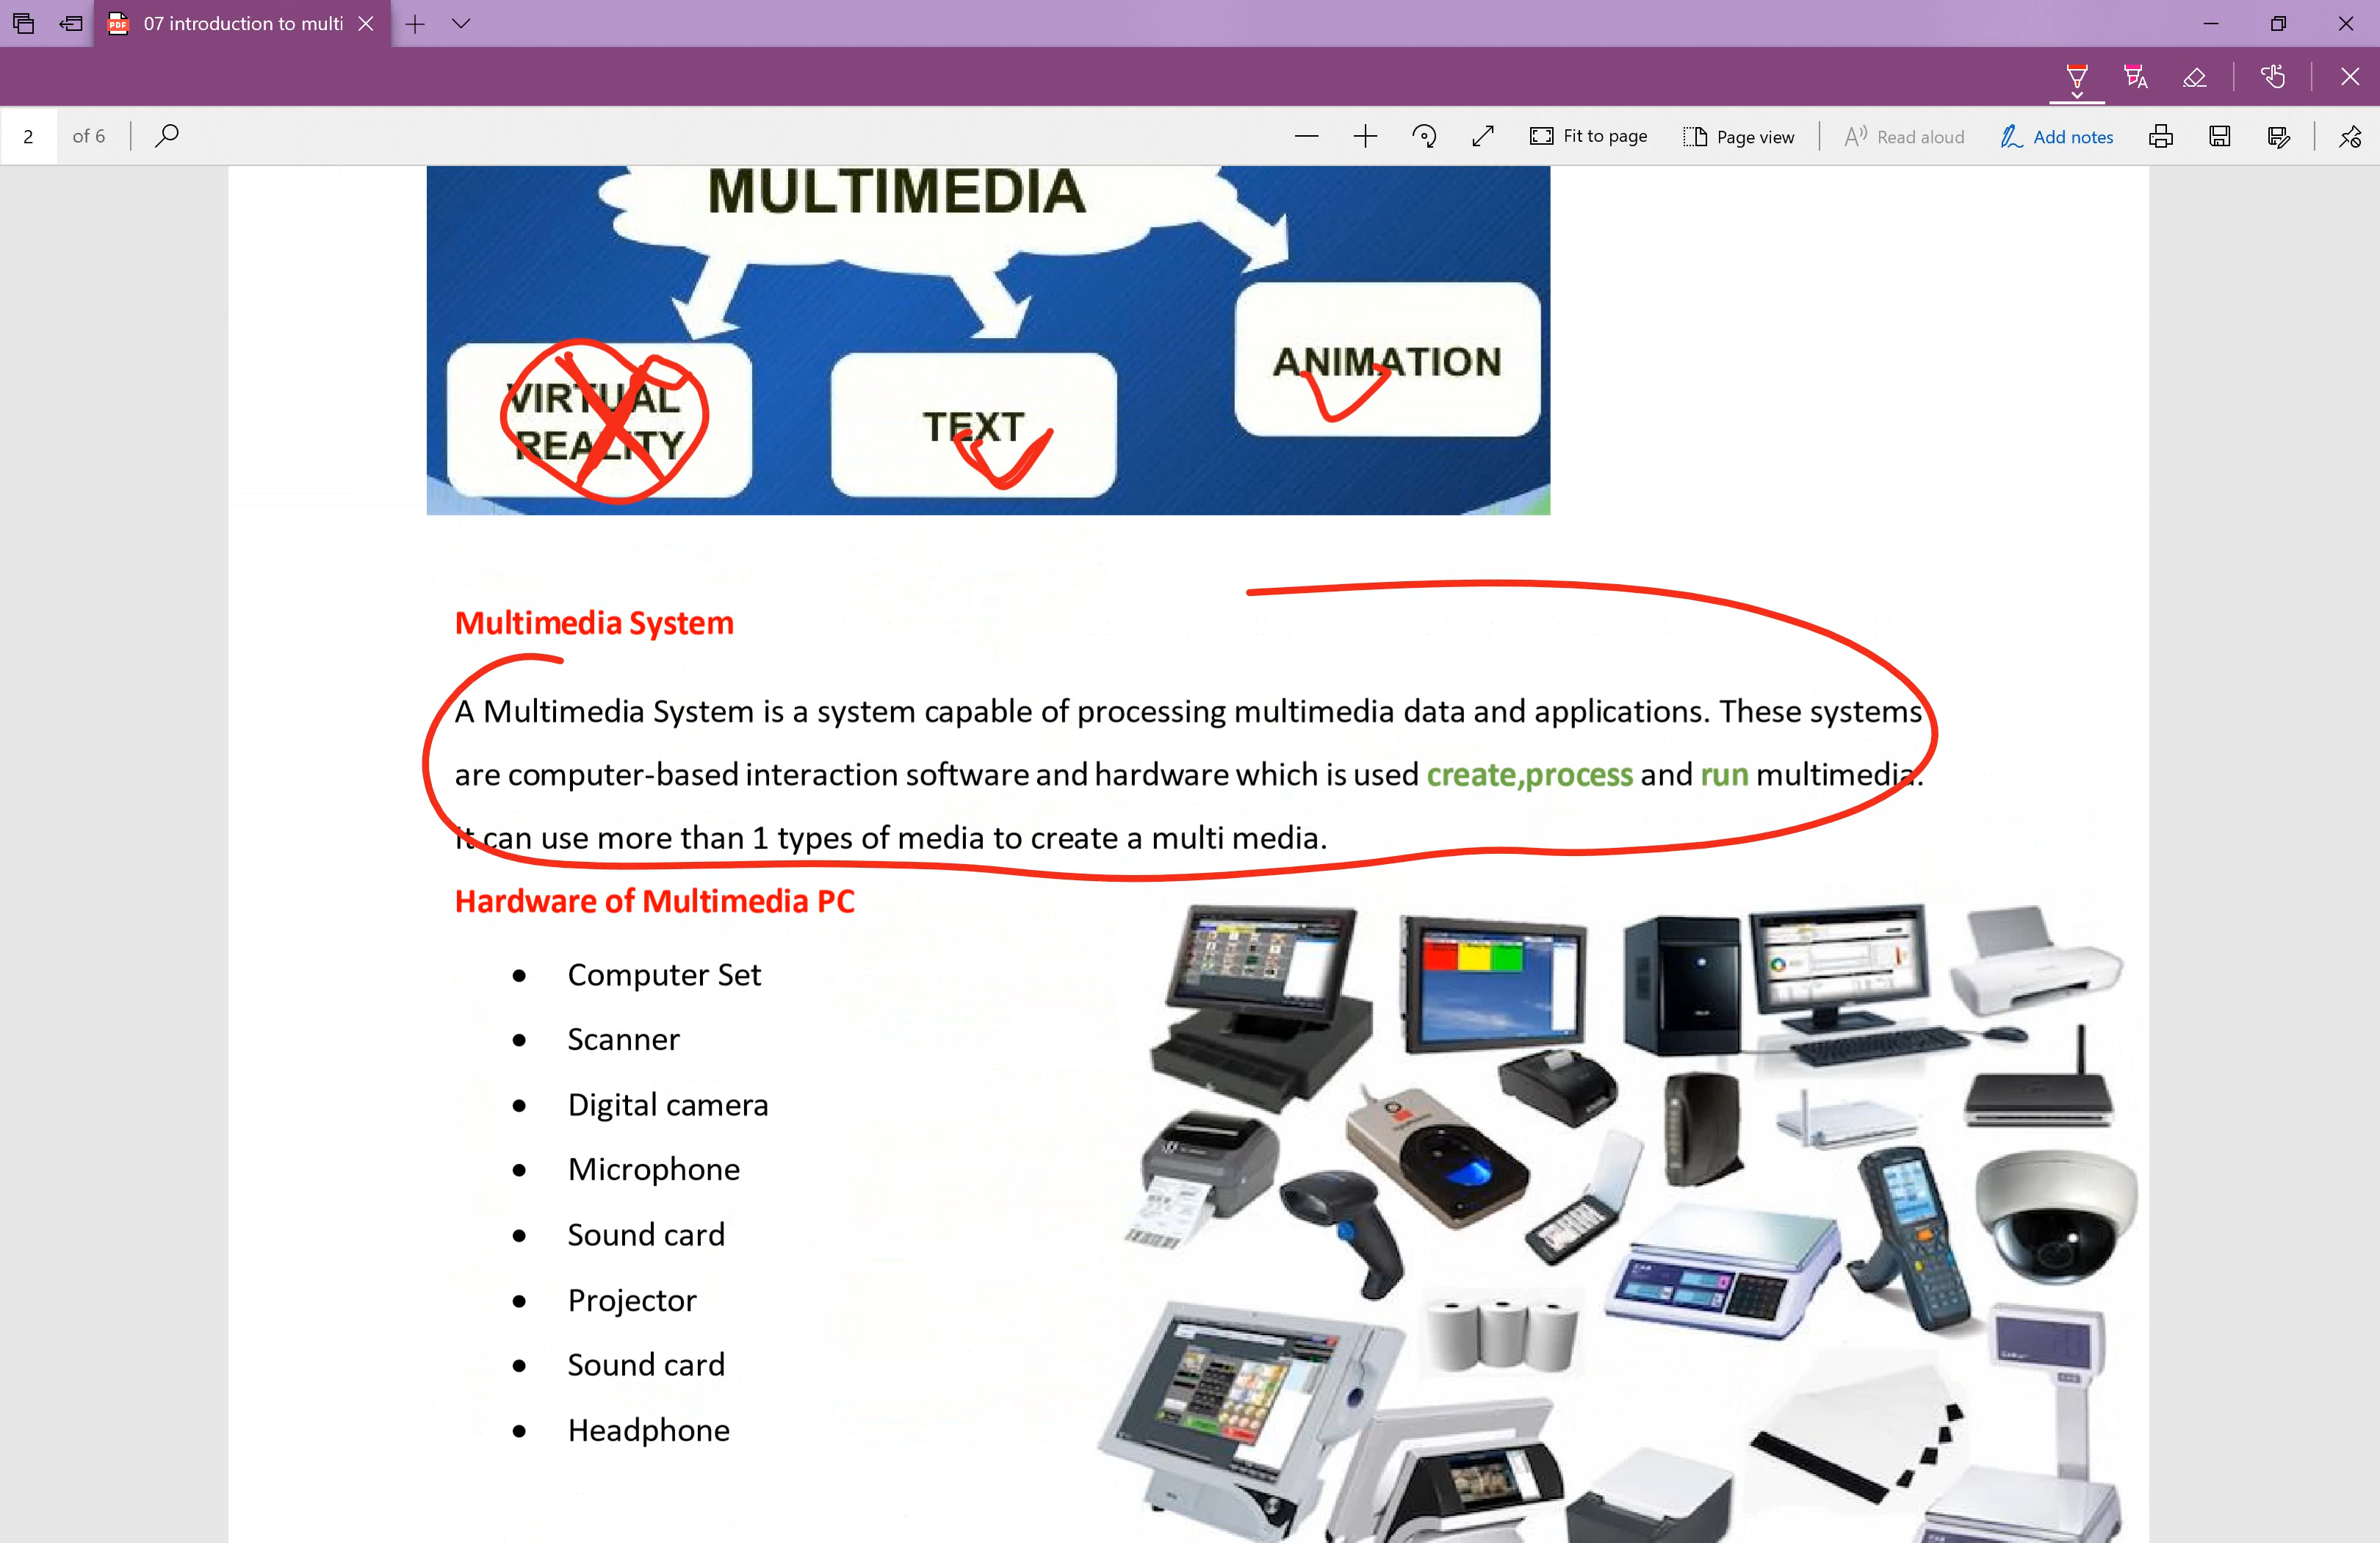 07 introduction to multi
2 of 6
Fit to page
Page view
Read aloud
Add notes
MULTIMEDIA
VIRTUAL
REALITY
TEXT
ANIMATION
Multimedia System
A Multimedia System is a system capable of processing multimedia data and applications. These systems
are computer-based interaction software and hardware which is used create,process and run multimedia.
It can use more than 1 types of media to create a multi media.
Hardware of Multimedia PC
• Computer Set
• Scanner
• Digital camera
• Microphone
• Sound card
• Projector
• Sound card
• Headphone